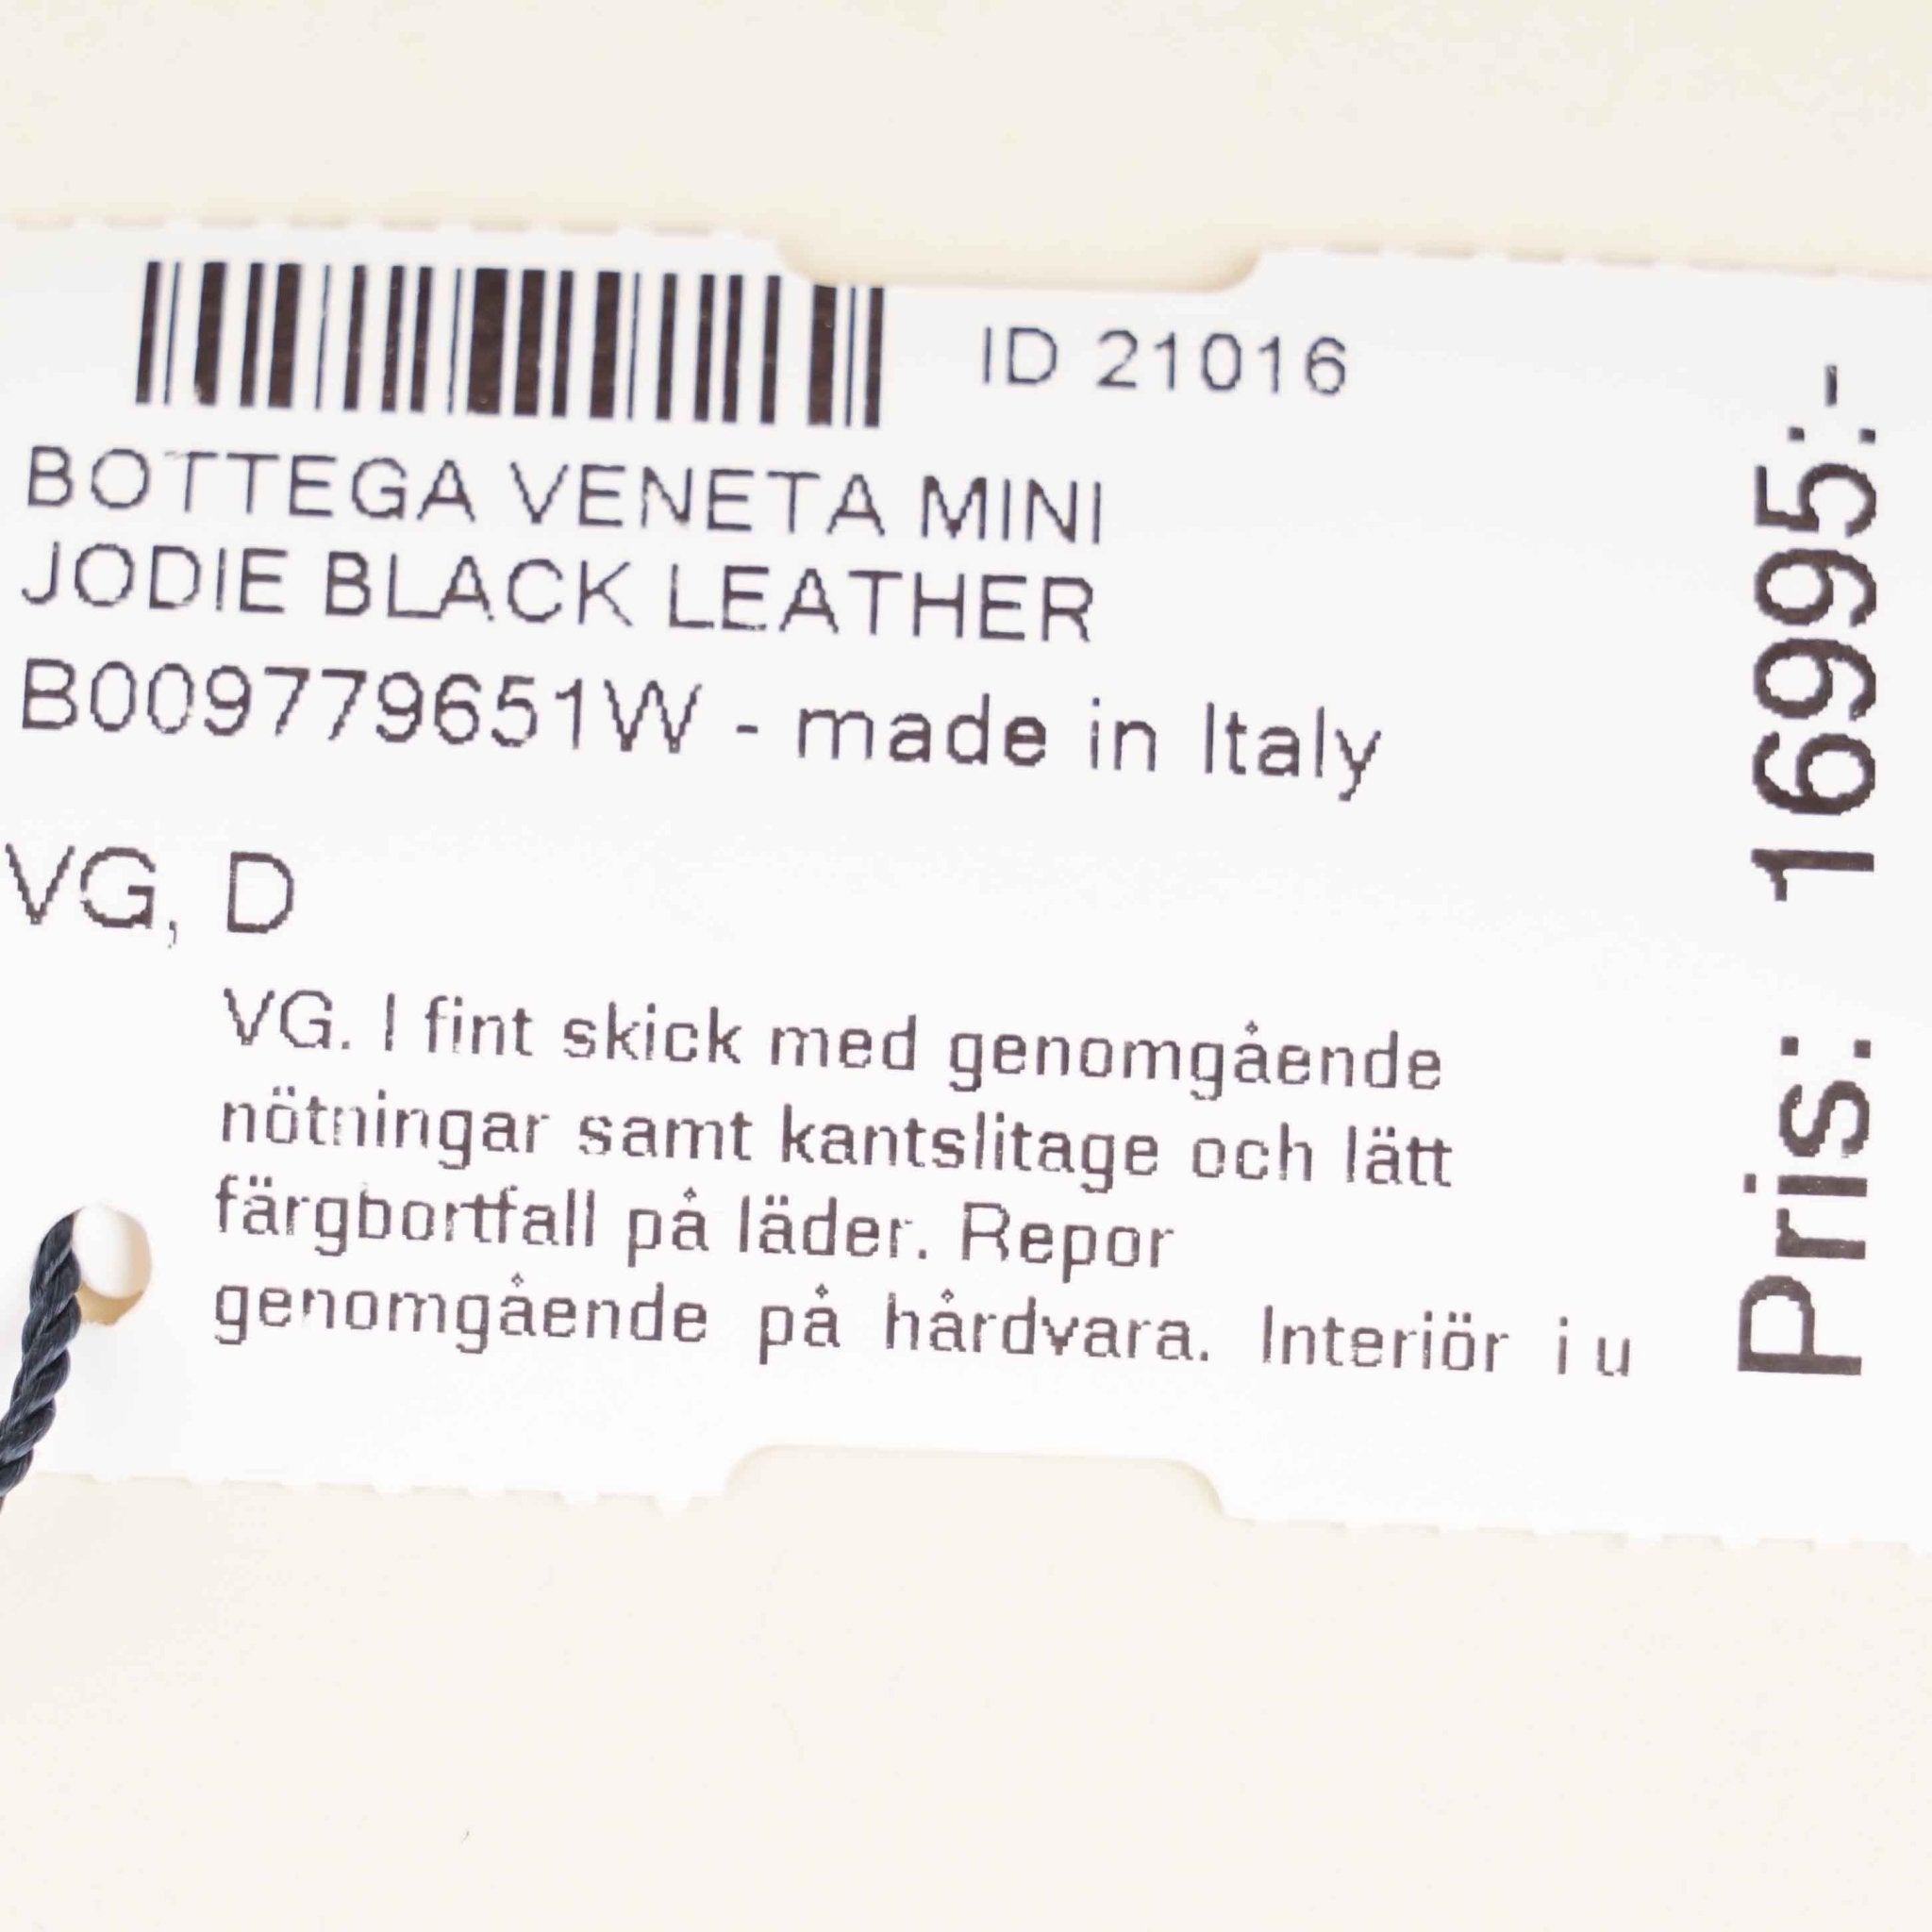 ID 21016
BOTTEGA VENETA MINI
JODIE BLACK LEATHER
B009779651W - made in Italy
VG, D
VG. I fint skick med genomgående
nötningar samt kantslitage och lätt
färgbortfall på läder. Repor
genomgående på hårdvara. Interiör i u
Pris: 16995:-